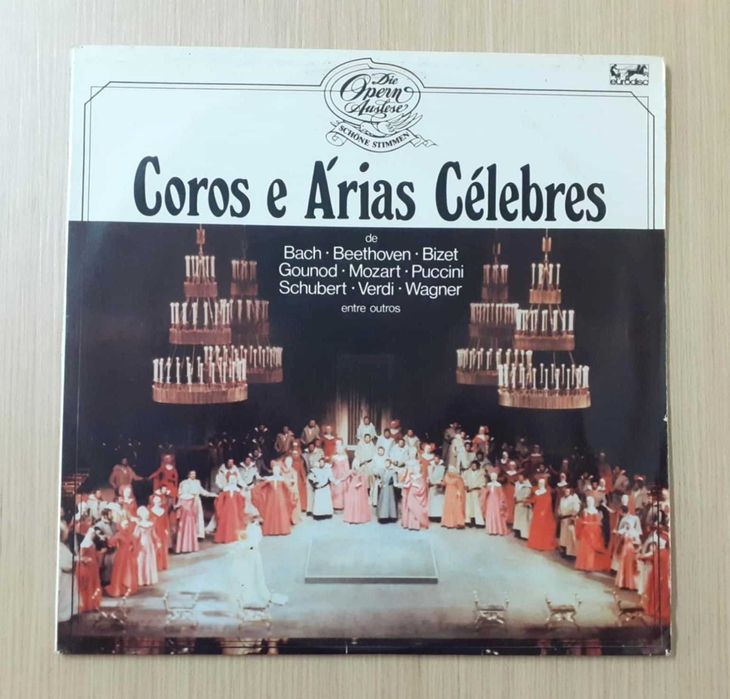 Die
Opern
Auslese
SCHÖNE STIMMEN
eurodisc
Coros e Árias Célebres
de
Bach · Beethoven · Bizet
Gounod · Mozart · Puccini
Schubert · Verdi · Wagner
entre outros